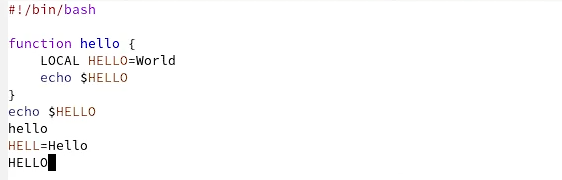 #!/bin/bash
function hello {
LOCAL HELLO=World
echo $HELLO
}
echo $HELLO
hello
HELL=Hello
HELLO